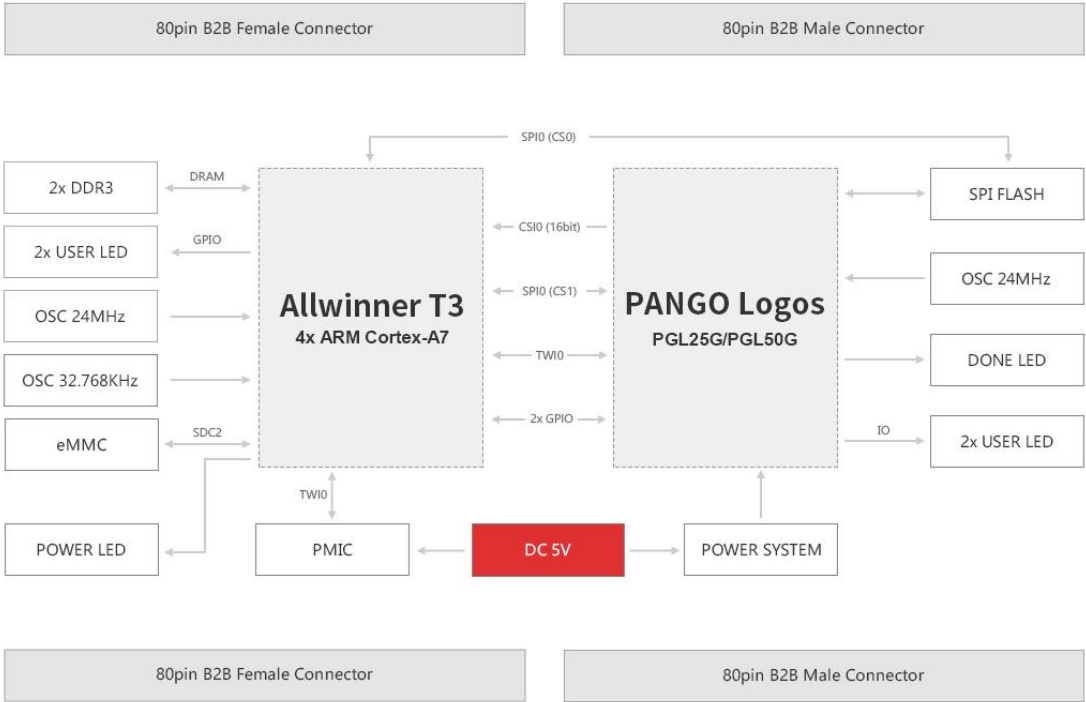 80pin B2B Female Connector
80pin B2B Male Connector
SPI0 (CS0)
2x DDR3
DRAM
SPI FLASH
2x USER LED
GPIO
CSI0 (16bit)
OSC 24MHz
OSC 24MHz
SPI0 (CS1)
Allwinner T3
4x ARM Cortex-A7
PANGO Logos
PGL25G/PGL50G
TWI0
DONE LED
OSC 32.768KHz
2x GPIO
eMMC
SDC2
IO
2x USER LED
TWI0
POWER LED
PMIC
DC 5V
POWER SYSTEM
80pin B2B Female Connector
80pin B2B Male Connector